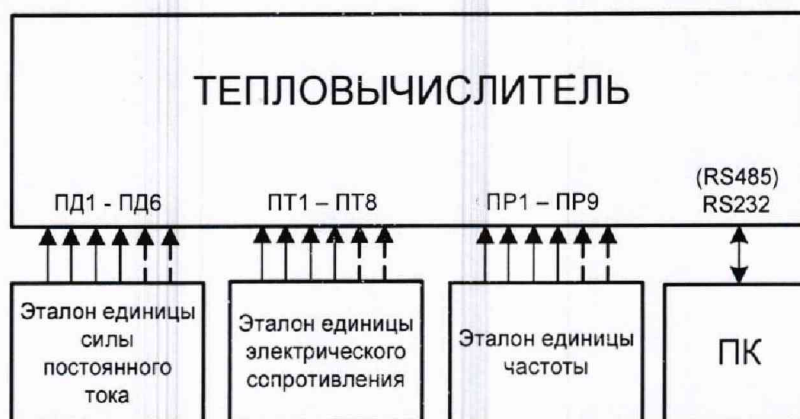 ТЕПЛОВЫЧИСЛИТЕЛЬ
(RS485)
ПД1 - ПД6 ПТ1 – ПТ8 ПР1 – ПР9 RS232
Эталон единицы
силы
постоянного
тока
Эталон единицы
электрического
сопротивления
Эталон единицы
частоты
ПК